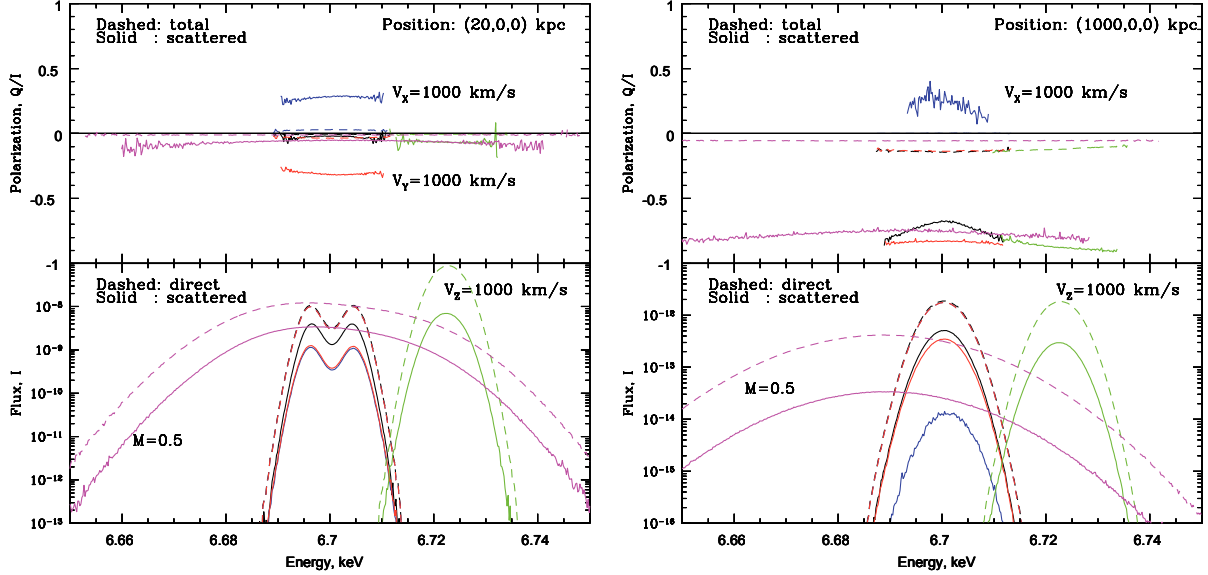 Dashed: total
Solid : scattered
Position: (20,0,0) kpc
Polarization, Q/I
1
0.5
0
-0.5
-1
VX=1000 km/s
VY=1000 km/s
Dashed: direct
Solid : scattered
VZ=1000 km/s
Flux, I
10-8
10-9
10-10
10-11
10-12
10-13
M=0.5
6.66
6.68
6.7
6.72
6.74
Energy, keV
Dashed: total
Solid : scattered
Position: (1000,0,0) kpc
Polarization, Q/I
1
0.5
0
-0.5
-1
VX=1000 km/s
Dashed: direct
Solid : scattered
VZ=1000 km/s
Flux, I
10-12
10-13
10-14
10-15
10-16
M=0.5
6.66
6.68
6.7
6.72
6.74
Energy, keV